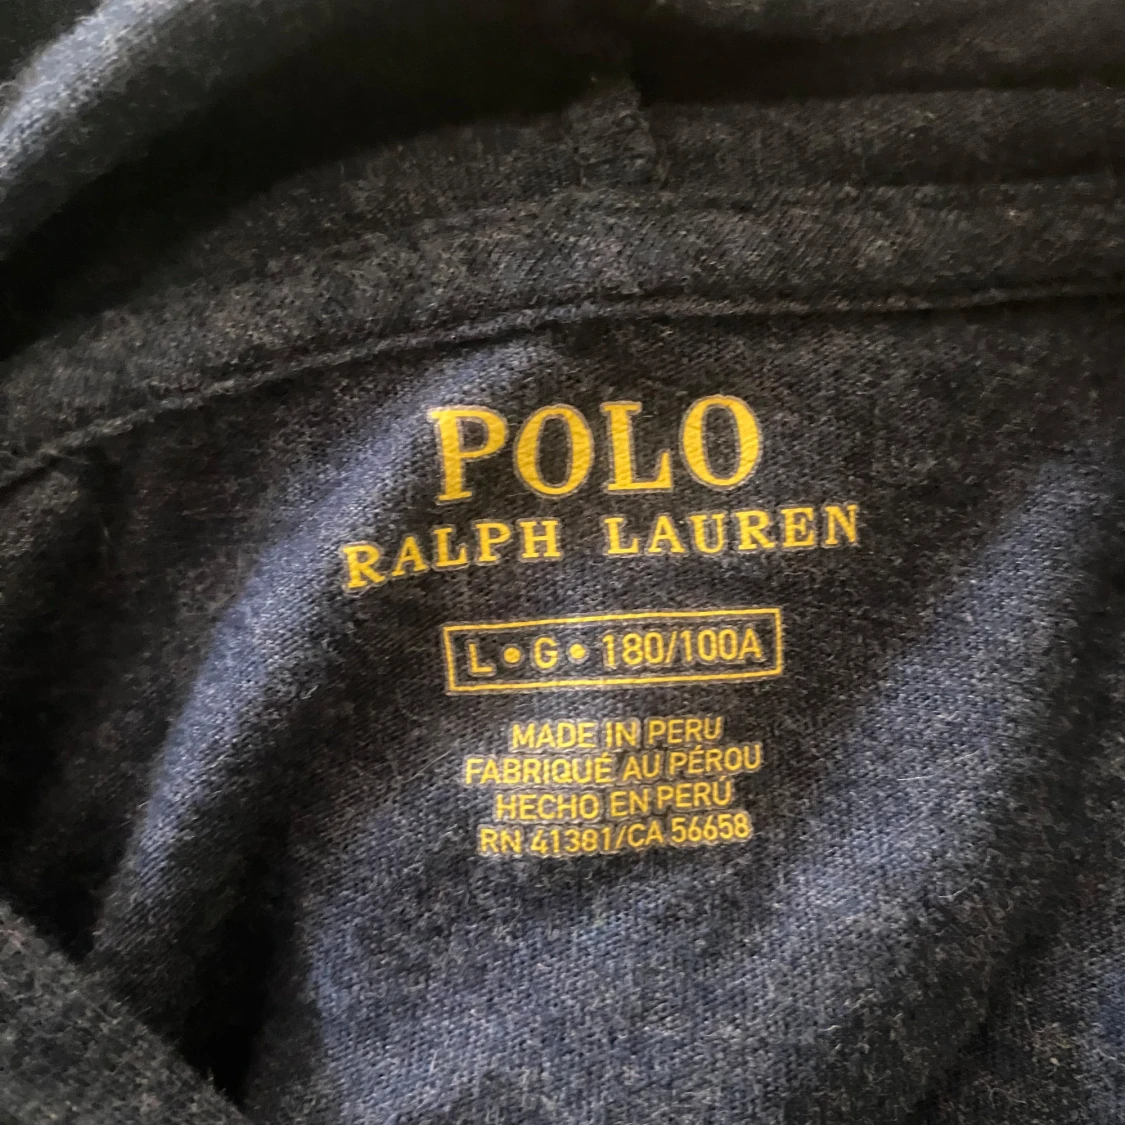 POLO
RALPH LAUREN
L • G • 180/100A
MADE IN PERU
FABRIQUÉ AU PÉROU
HECHO EN PERÚ
RN 41381/CA 56658